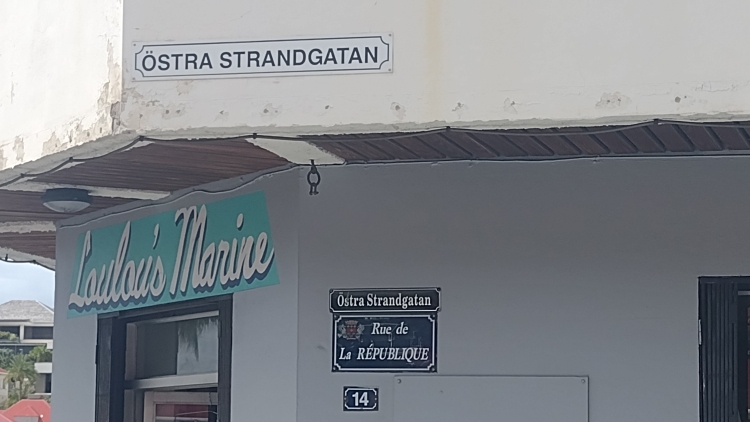 ÖSTRA STRANDGATAN
Loulou's Marine
Östra Strandgatan
Rue de
La RÉPUBLIQUE
14